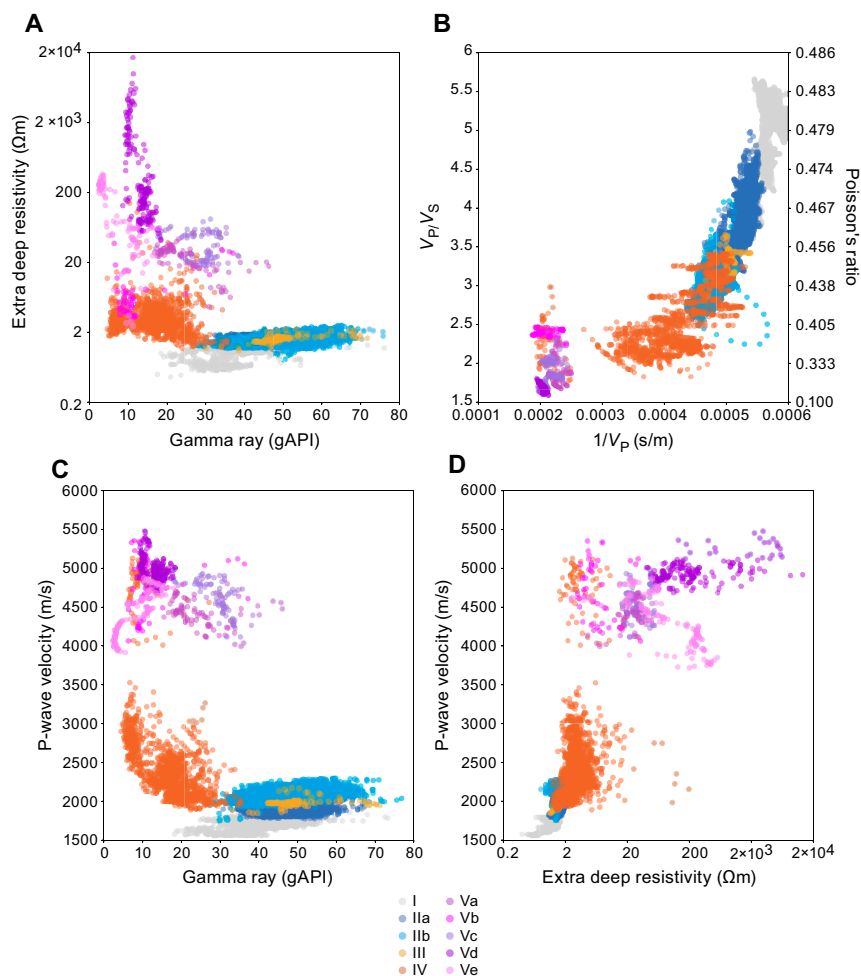 A
Extra deep resistivity (Ωm)
2×10⁴
2 ×10³
200
20
2
0.2
0 10 20 30 40 50 60 70 80
Gamma ray (gAPI)
B
VP/VS
6
5.5
5
4.5
4
3.5
3
2.5
2
1.5
0.486
0.483
0.479
0.474
0.467
0.456
0.438
0.405
0.333
0.100
Poisson's ratio
0.0001 0.0002 0.0003 0.0004 0.0005 0.0006
1/VP (s/m)
C
P-wave velocity (m/s)
6000
5500
5000
4500
4000
3500
3000
2500
2000
1500
0 10 20 30 40 50 60 70 80
Gamma ray (gAPI)
D
P-wave velocity (m/s)
6000
5500
5000
4500
4000
3500
3000
2500
2000
1500
0.2 2 20 200 2×10³ 2×10⁴
Extra deep resistivity (Ωm)
I
IIa
IIb
III
IV
Va
Vb
Vc
Vd
Ve